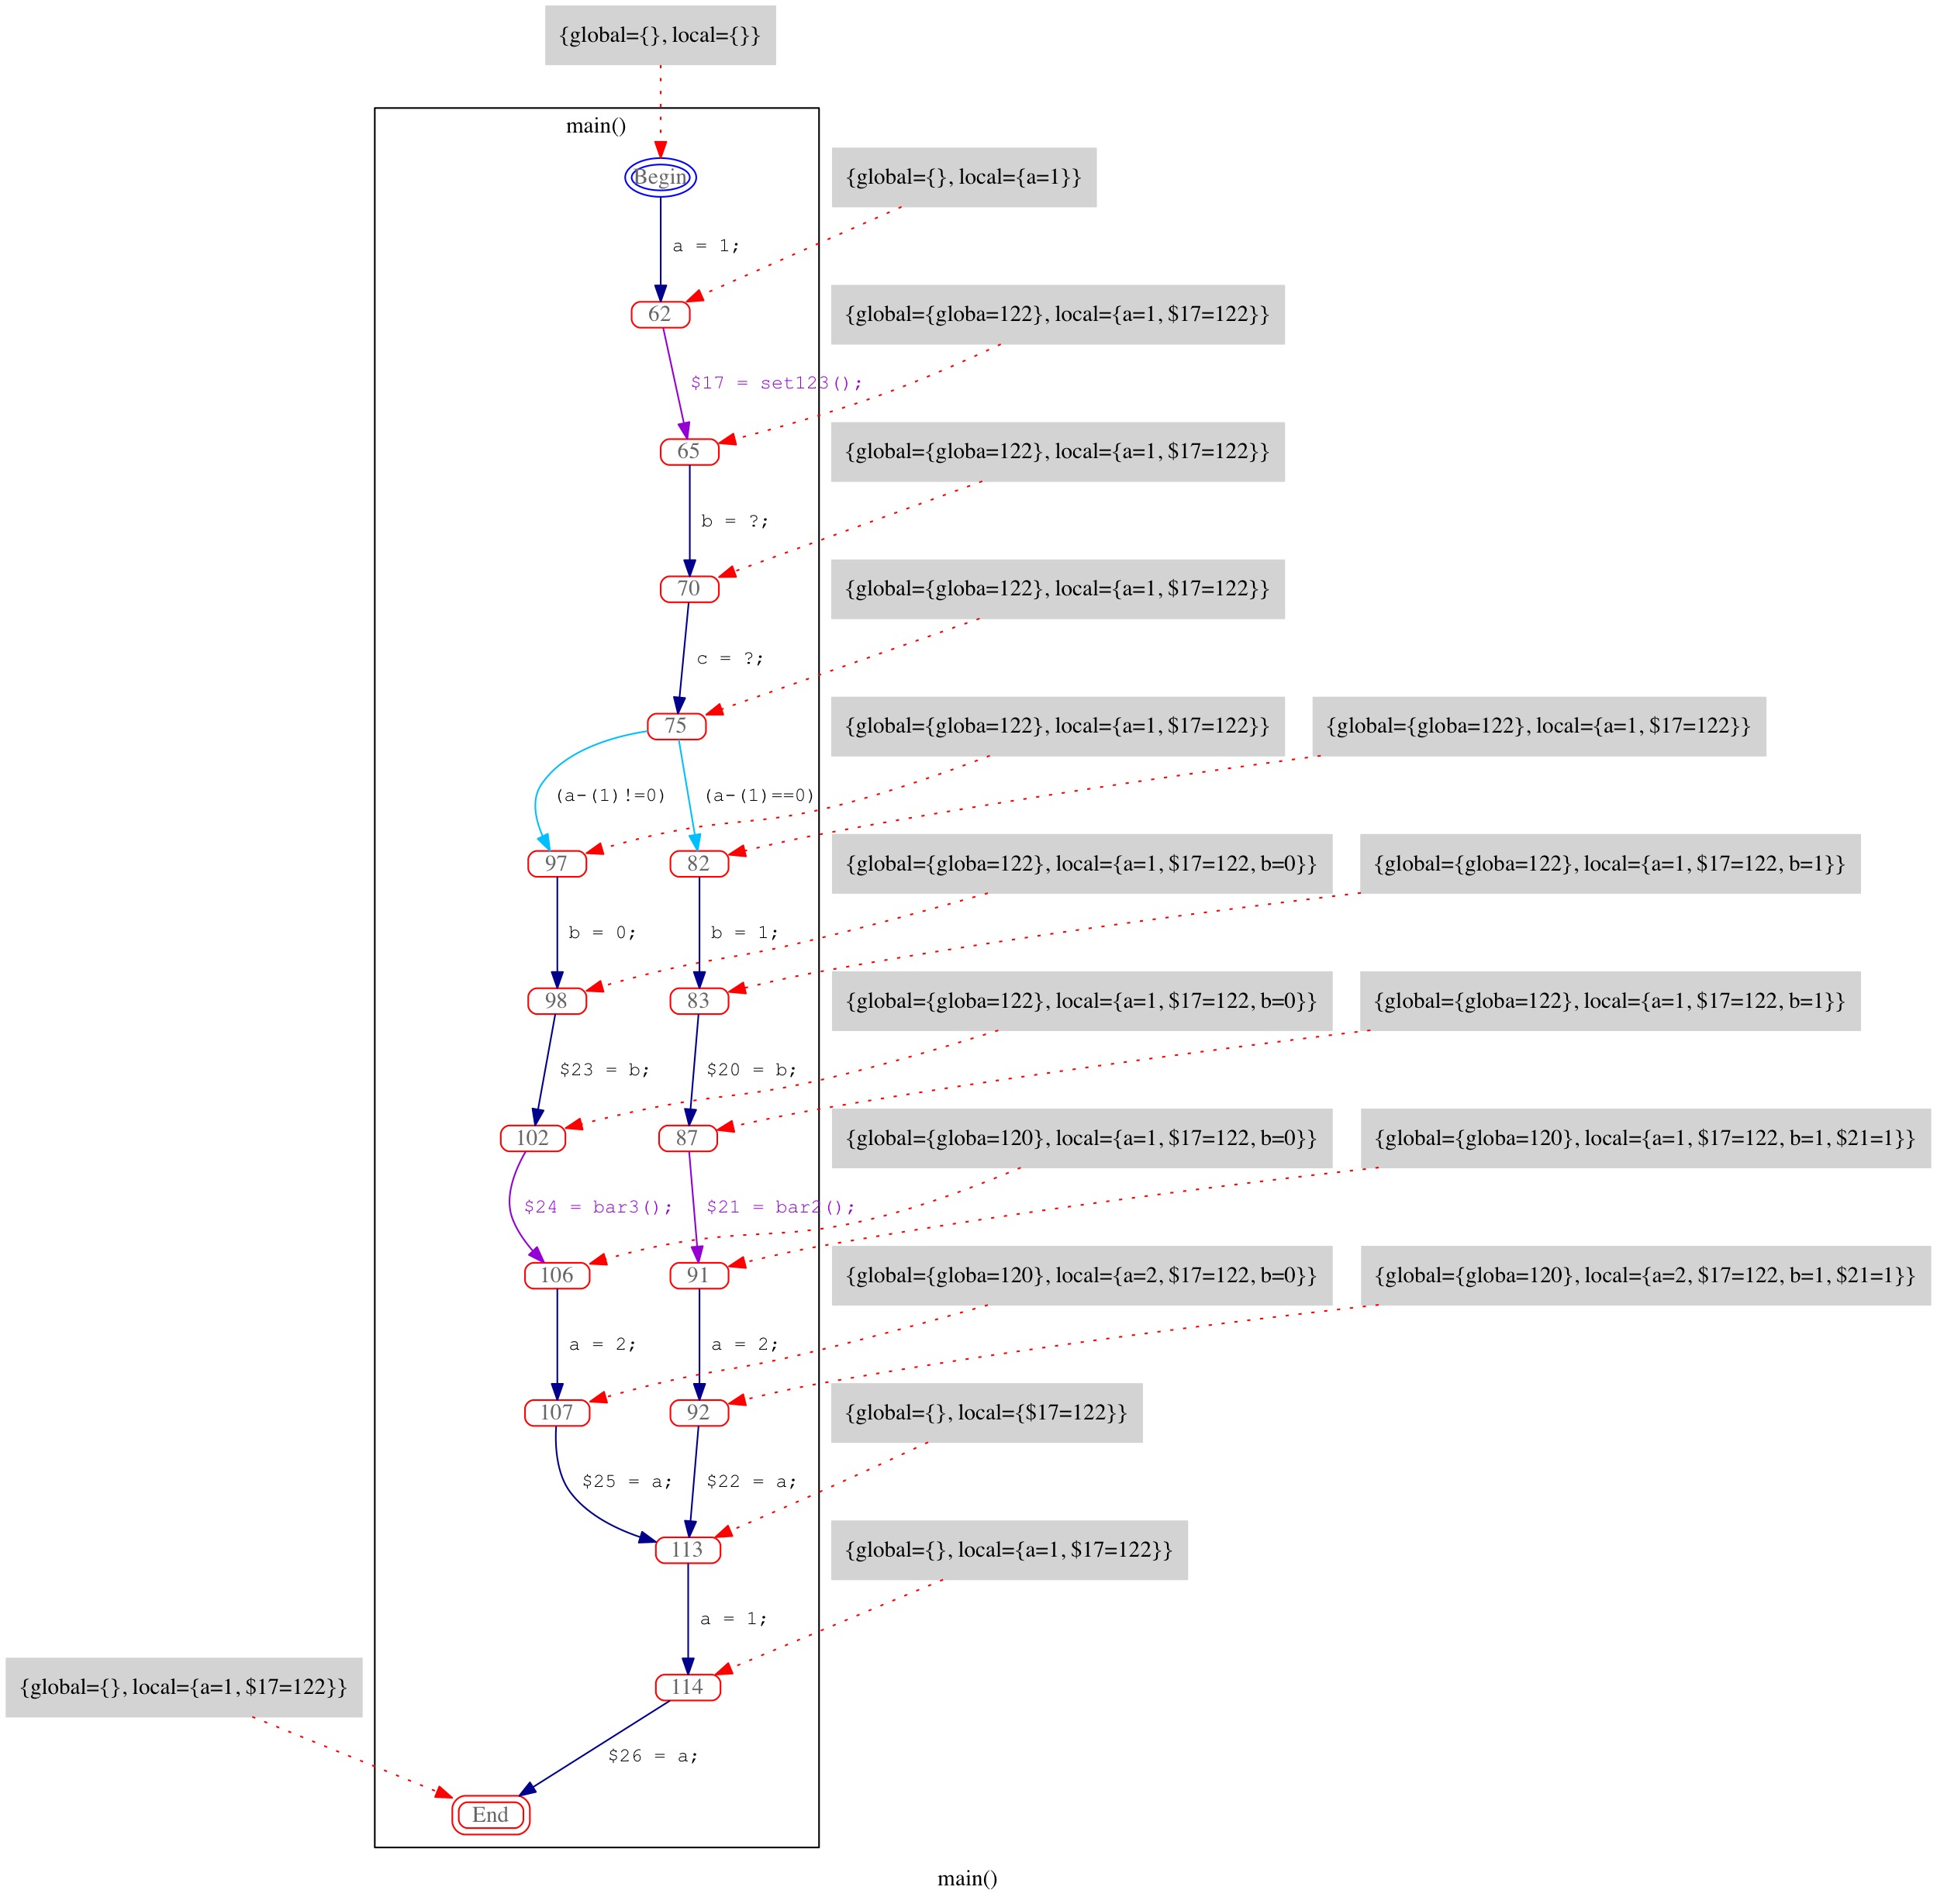 {global={}, local={}}
main()
Begin
{global={}, local={a=1}}
a = 1;
62
{global={globa=122}, local={a=1, $17=122}}
$17 = set123();
65
{global={globa=122}, local={a=1, $17=122}}
b = ?;
70
{global={globa=122}, local={a=1, $17=122}}
c = ?;
75
{global={globa=122}, local={a=1, $17=122}}
{global={globa=122}, local={a=1, $17=122}}
(a-(1)!=0)
(a-(1)==0)
97
82
{global={globa=122}, local={a=1, $17=122, b=0}}
{global={globa=122}, local={a=1, $17=122, b=1}}
b = 0;
b = 1;
98
83
{global={globa=122}, local={a=1, $17=122, b=0}}
{global={globa=122}, local={a=1, $17=122, b=1}}
$23 = b;
$20 = b;
102
87
{global={globa=120}, local={a=1, $17=122, b=0}}
{global={globa=120}, local={a=1, $17=122, b=1, $21=1}}
$24 = bar3();
$21 = bar2();
106
91
{global={globa=120}, local={a=2, $17=122, b=0}}
{global={globa=120}, local={a=2, $17=122, b=1, $21=1}}
a = 2;
a = 2;
107
92
{global={}, local={$17=122}}
$25 = a;
$22 = a;
113
{global={}, local={a=1, $17=122}}
a = 1;
{global={}, local={a=1, $17=122}}
114
$26 = a;
End
main()